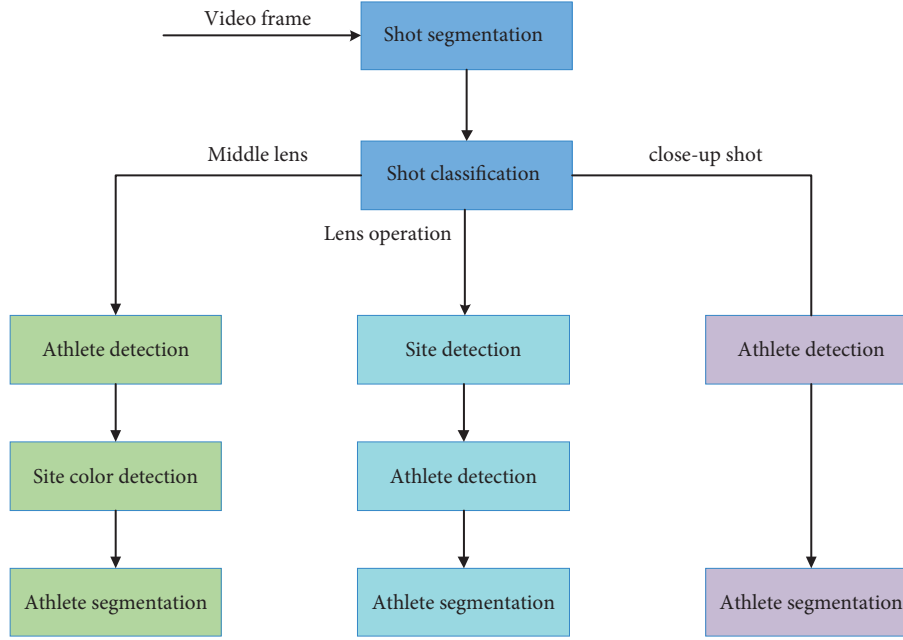 Video frame
Shot segmentation
Middle lens
close-up shot
Shot classification
Lens operation
Athlete detection
Site detection
Athlete detection
Site color detection
Athlete detection
Athlete segmentation
Athlete segmentation
Athlete segmentation